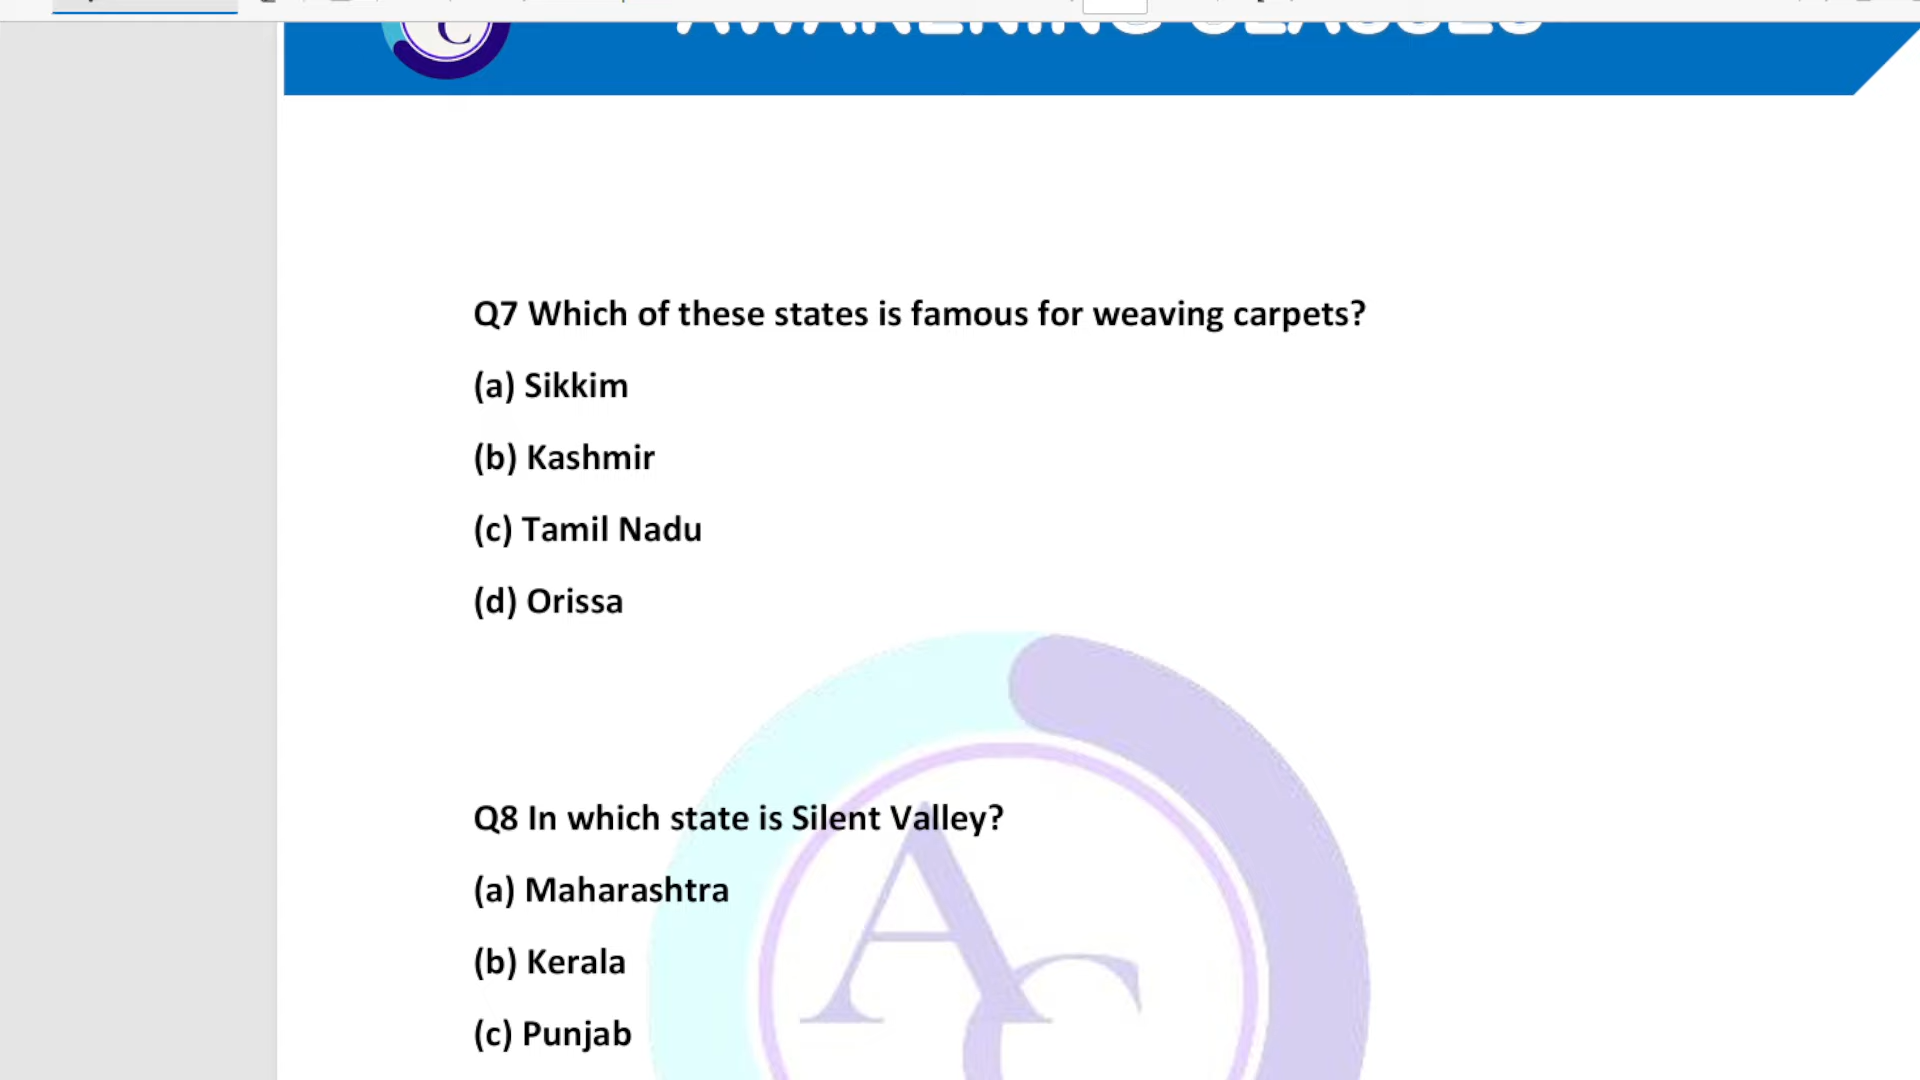 Q7 Which of these states is famous for weaving carpets?
(a) Sikkim
(b) Kashmir
(c) Tamil Nadu
(d) Orissa
Q8 In which state is Silent Valley?
(a) Maharashtra
(b) Kerala
(c) Punjab
AC